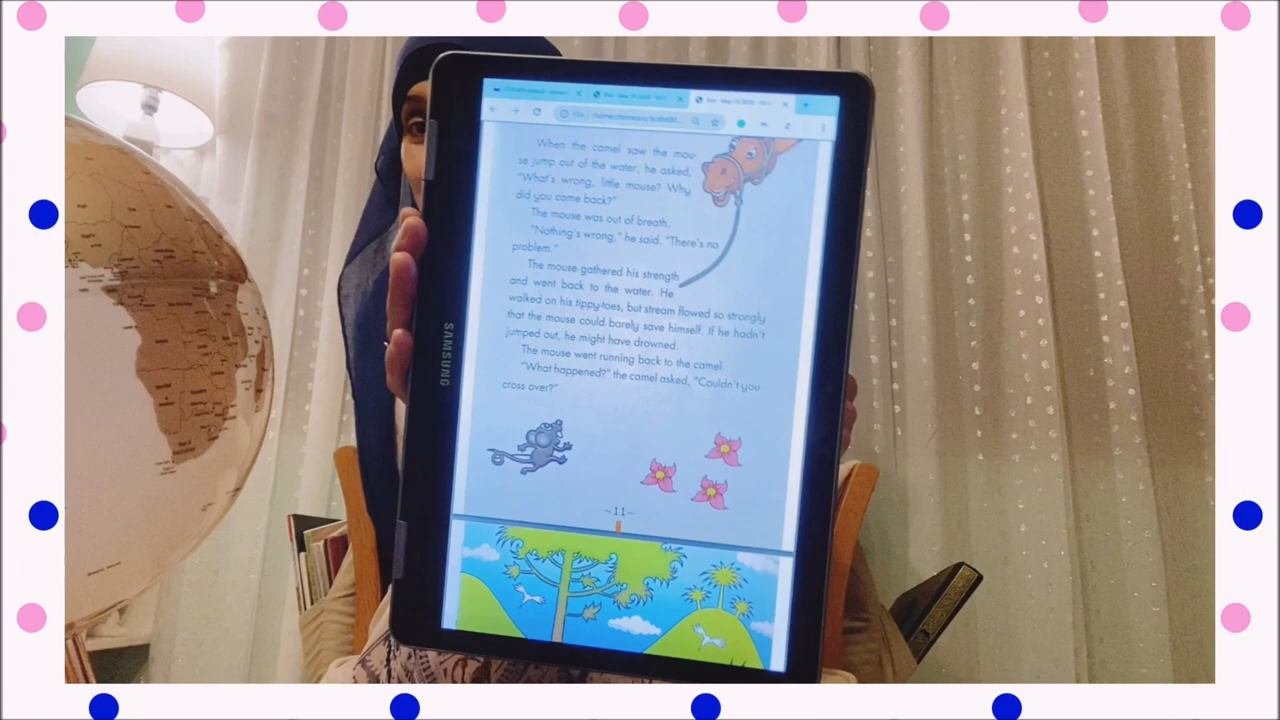 When the camel saw the mou-
se jump out of the water, he asked,
"What's wrong, little mouse? Why
did you come back?"
The mouse was out of breath.
"Nothing's wrong," he said. "There's no
problem."
The mouse gathered his strength
and went back to the water. He
walked on his tippy-toes, but stream flowed so strongly
that the mouse could barely save himself. If he hadn't
jumped out, he might have drowned.
The mouse went running back to the camel.
"What happened?" the camel asked, "Couldn't you
cross over?"
~11~
SAMSUNG